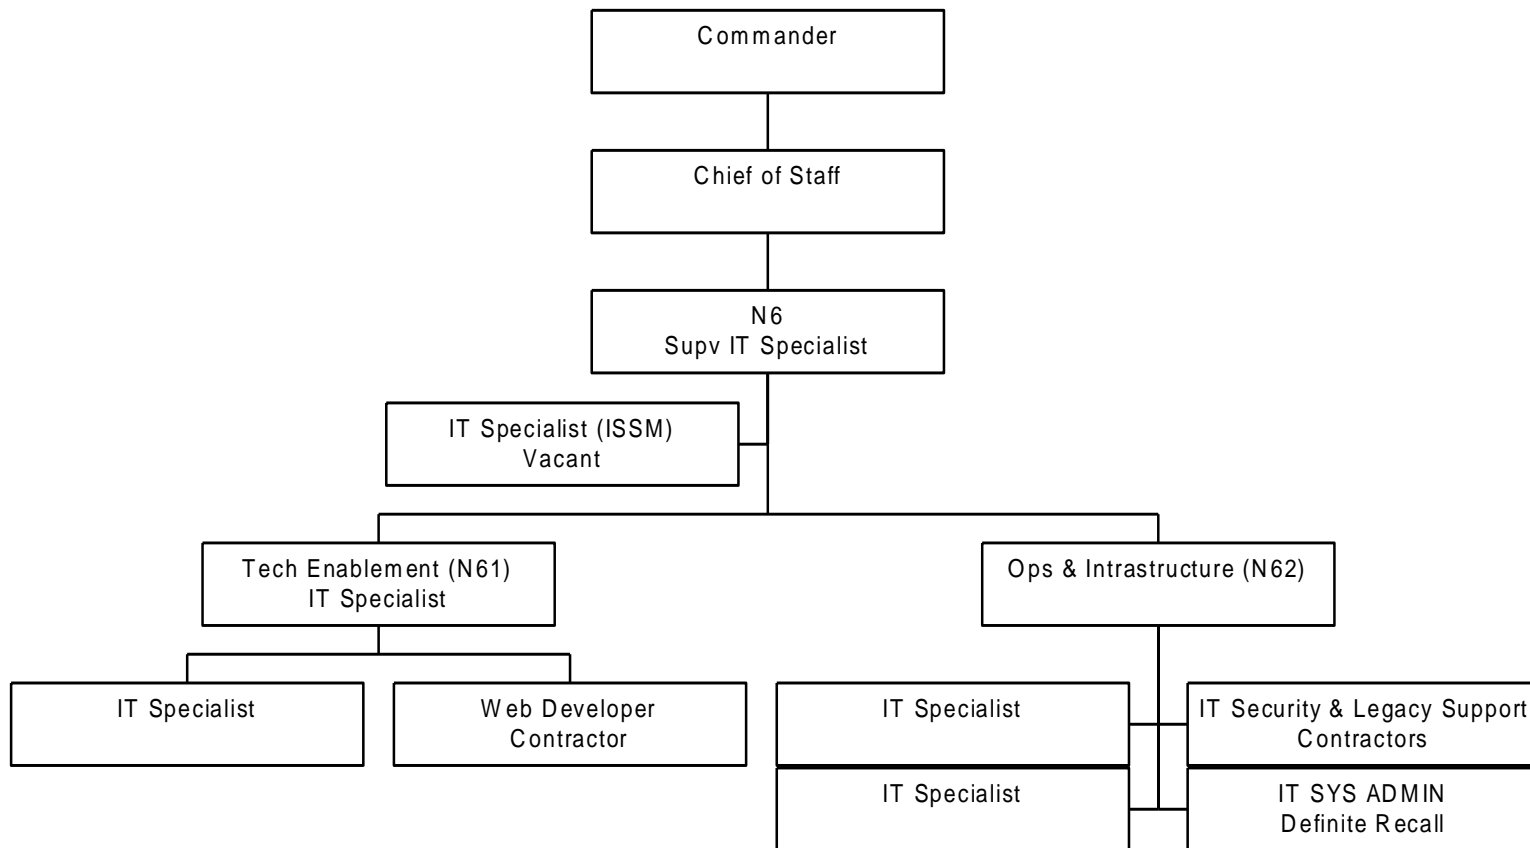 Commander
Chief of Staff
N6
Supv IT Specialist
IT Specialist (ISSM)
Vacant
Tech Enablement (N61)
IT Specialist
Ops & Intrastructure (N62)
IT Specialist
Web Developer
Contractor
IT Specialist
IT Security & Legacy Support
Contractors
IT Specialist
IT SYS ADMIN
Definite Recall